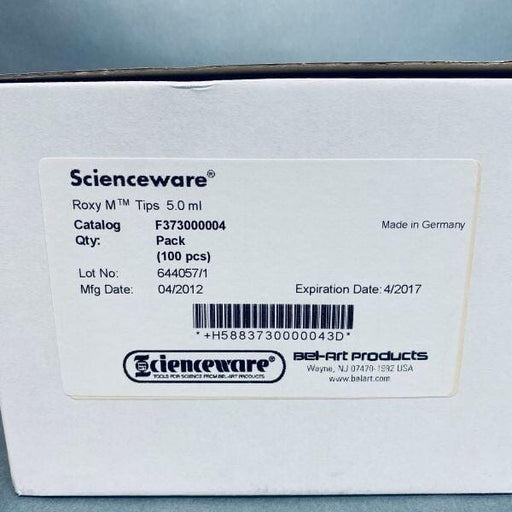 Scienceware®
Roxy M™ Tips 5.0 ml
Catalog F373000004 Made in Germany
Qty: Pack
(100 pcs)
Lot No: 644057/1
Mfg Date: 04/2012 Expiration Date: 4/2017
*+H5883730000043D*
Scienceware®
TOOLS FOR SCIENCE FROM BEL-ART PRODUCTS
Bel-Art Products
Wayne, NJ 07470-1992 USA
www.belart.com